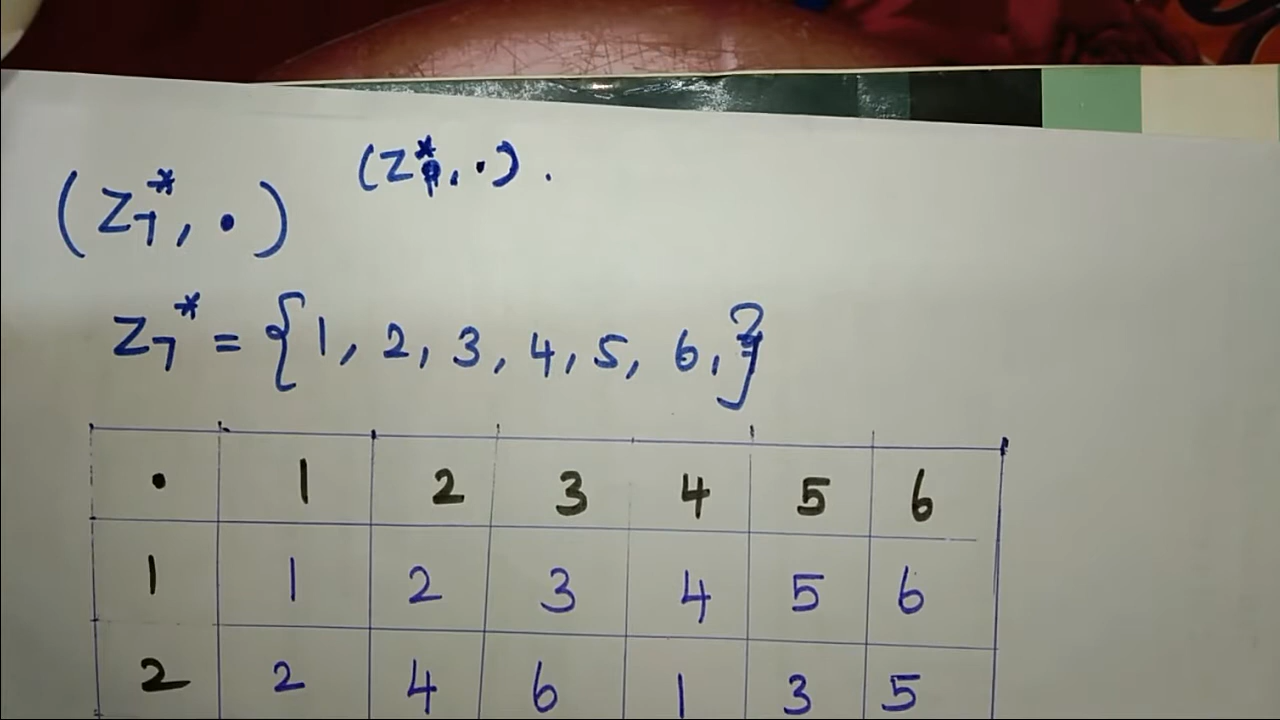 (Z7*, •) (Z*, •).
Z7* = {1, 2, 3, 4, 5, 6,}
• 1 2 3 4 5 6
1 1 2 3 4 5 6
2 2 4 6 1 3 5